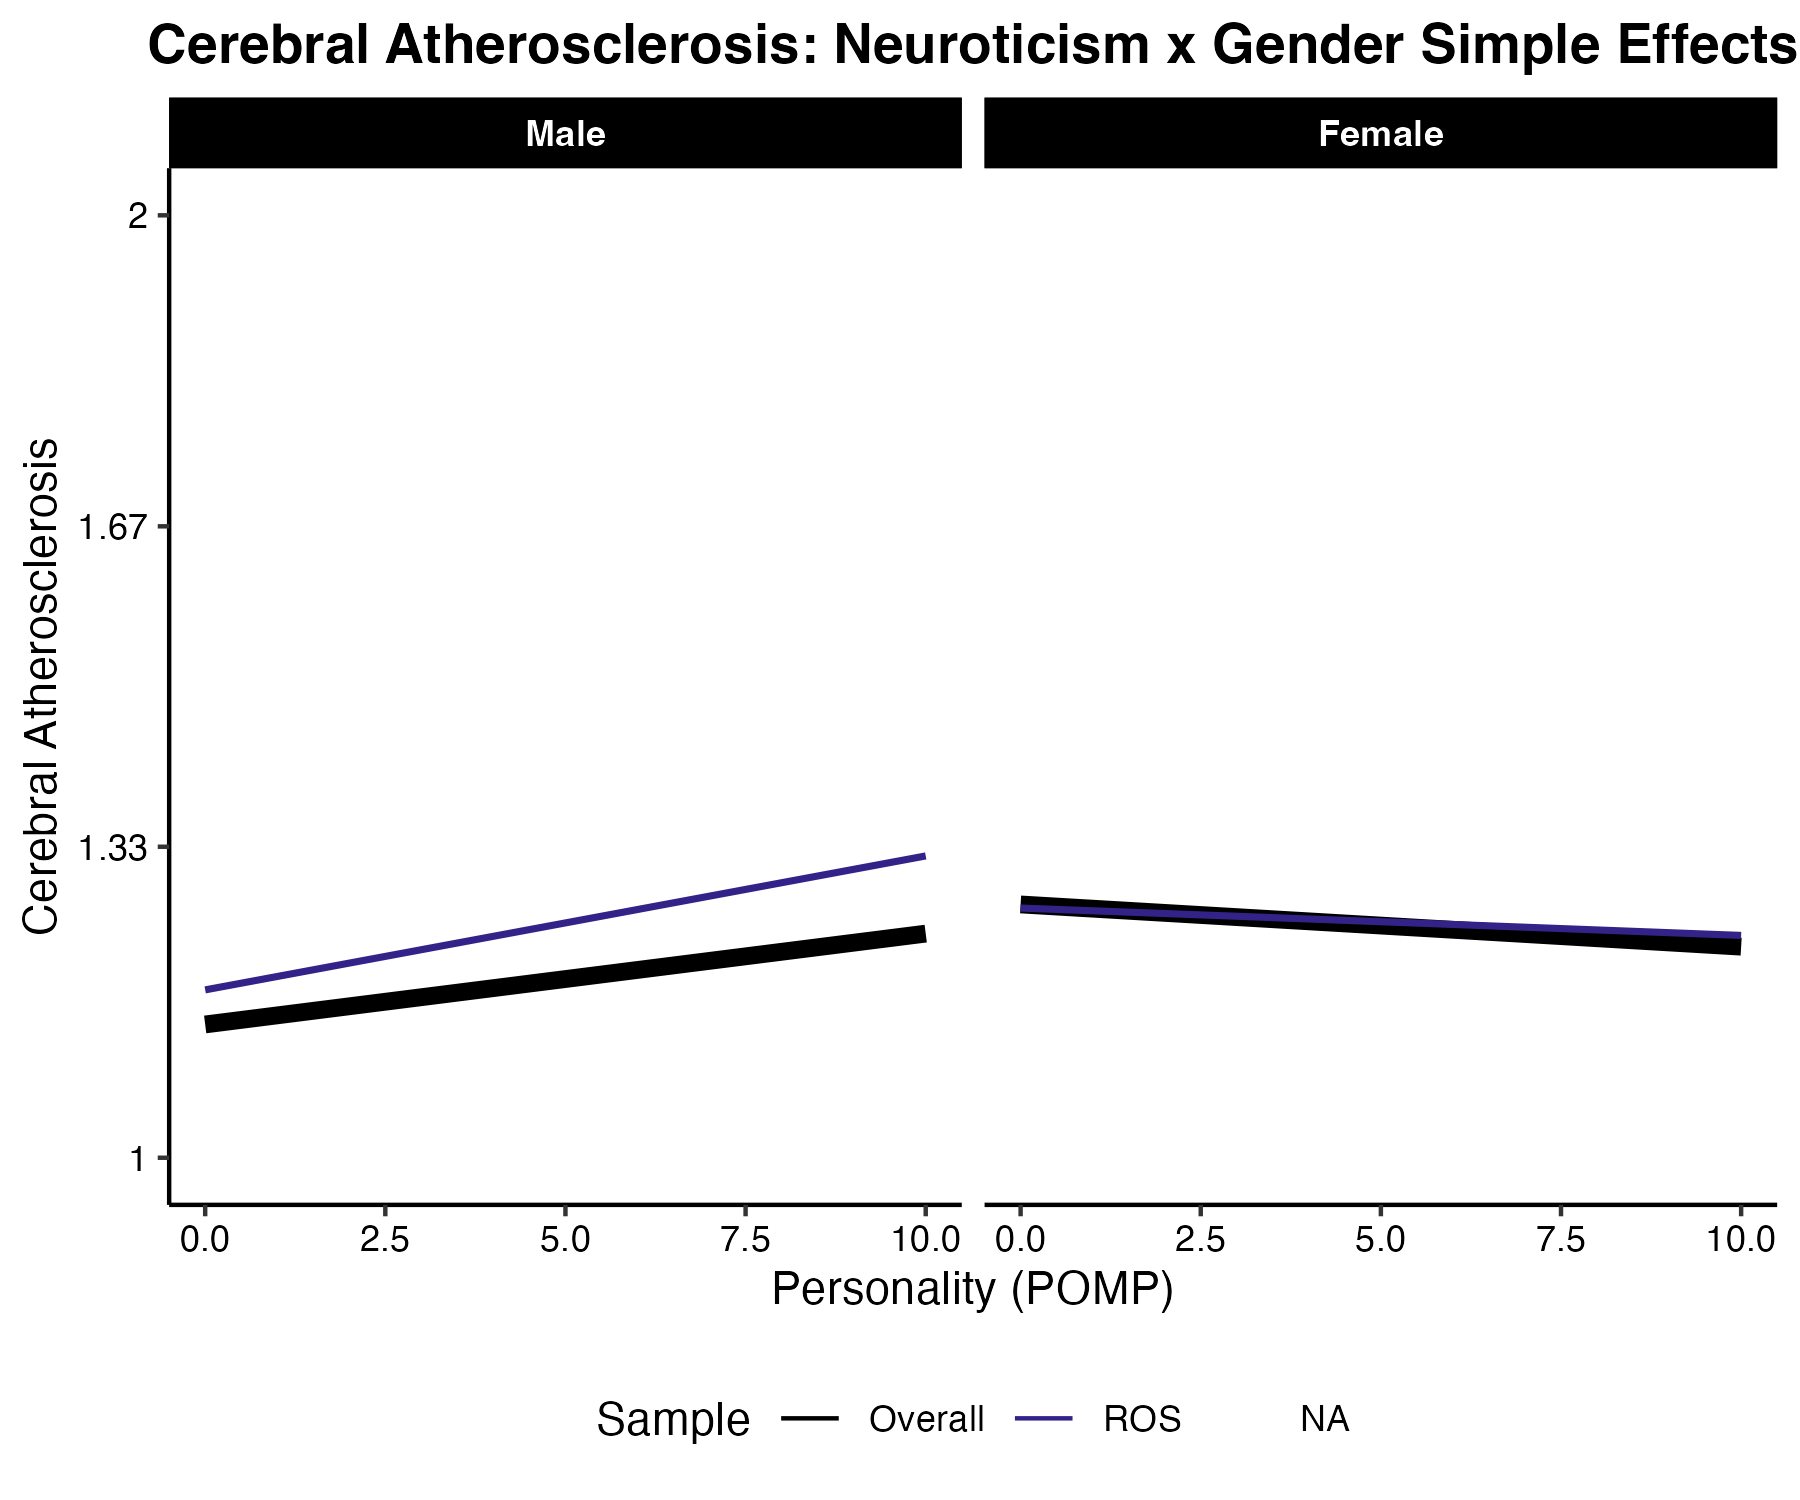 Cerebral Atherosclerosis: Neuroticism x Gender Simple Effects
Male
Female
Cerebral Atherosclerosis
2
1.67
1.33
1
0.0 2.5 5.0 7.5 10.0
0.0 2.5 5.0 7.5 10.0
Personality (POMP)
Sample Overall ROS NA